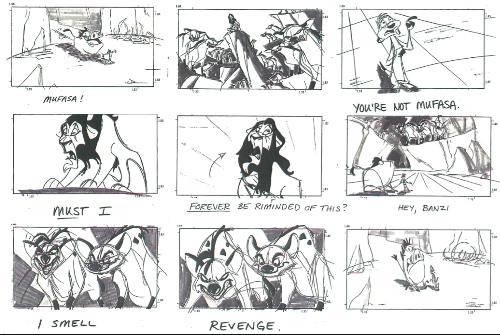 MUFASA!
YOU'RE NOT MUFASA.
MUST I
FOREVER BE RIMINDED OF THIS?
HEY, BANZI
I SMELL
REVENGE.